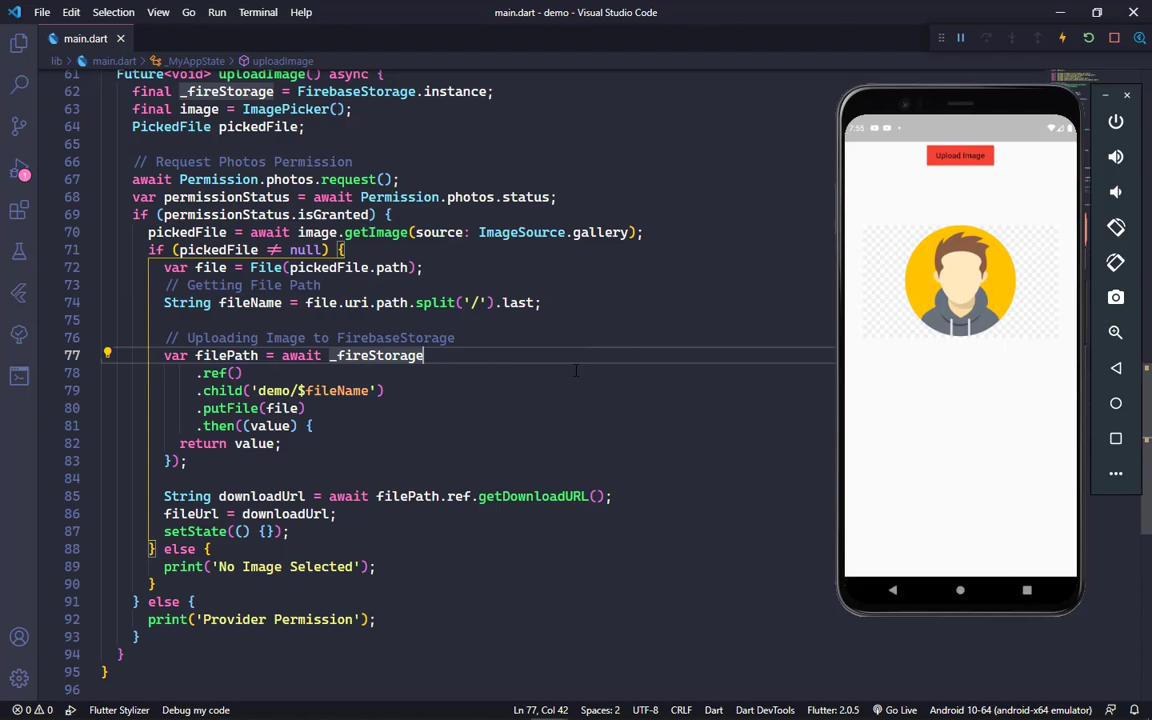 File Edit Selection View Go Run Terminal Help main.dart - demo - Visual Studio Code
main.dart
lib > main.dart > _MyAppState > uploadImage
61 Future<void> uploadImage() async {
62 final _fireStorage = FirebaseStorage.instance;
63 final image = ImagePicker();
64 PickedFile pickedFile;
65
66 // Request Photos Permission
67 await Permission.photos.request();
68 var permissionStatus = await Permission.photos.status;
69 if (permissionStatus.isGranted) {
70 pickedFile = await image.getImage(source: ImageSource.gallery);
71 if (pickedFile ≠ null) {
72 var file = File(pickedFile.path);
73 // Getting File Path
74 String fileName = file.uri.path.split('/').last;
75
76 // Uploading Image to FirebaseStorage
77 var filePath = await _fireStorage
78 .ref()
79 .child('demo/$fileName')
80 .putFile(file)
81 .then((value) {
82 return value;
83 });
84
85 String downloadUrl = await filePath.ref.getDownloadURL();
86 fileUrl = downloadUrl;
87 setState(() {});
88 } else {
89 print('No Image Selected');
90 }
91 } else {
92 print('Provider Permission');
93 }
94 }
95 }
96
1
7:55
Upload Image
0 0 Flutter Stylizer Debug my code Ln 77, Col 42 Spaces: 2 UTF-8 CRLF Dart Dart DevTools Flutter: 2.0.5 Go Live Android 10-64 (android-x64 emulator)